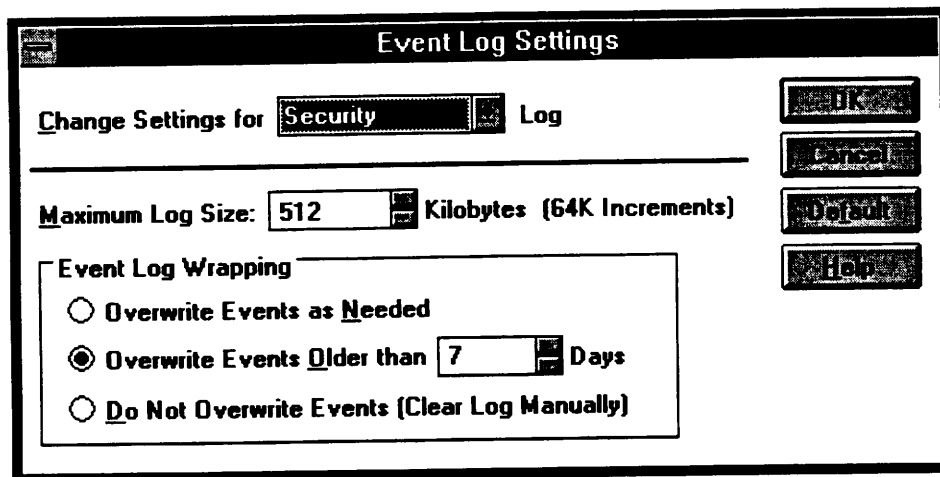 Event Log Settings
Change Settings for Security Log
OK
Cancel
Maximum Log Size: 512 Kilobytes (64K Increments)
Default
Help
Event Log Wrapping
Overwrite Events as Needed
Overwrite Events Older than 7 Days
Do Not Overwrite Events (Clear Log Manually)